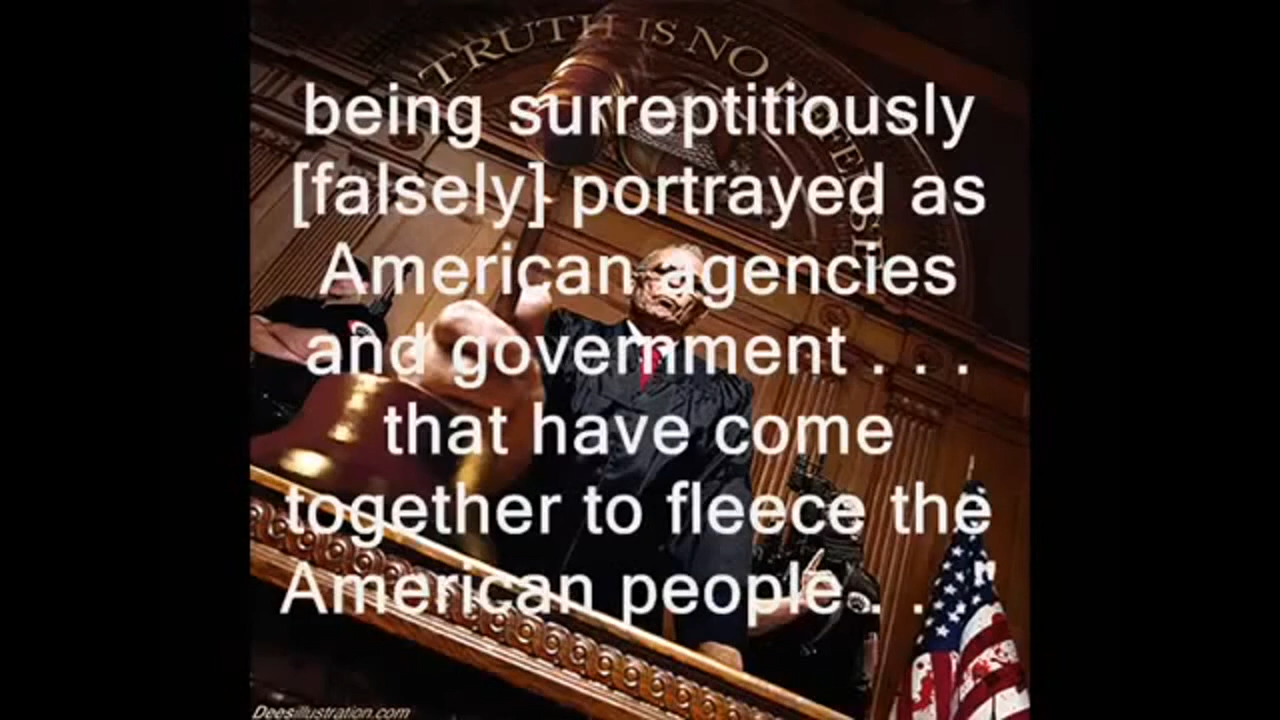 TRUTH IS NO DEFENSE
being surreptitiously
[falsely] portrayed as
American agencies
and government . . .
that have come
together to fleece the
American people . . ."
Deesillustration.com